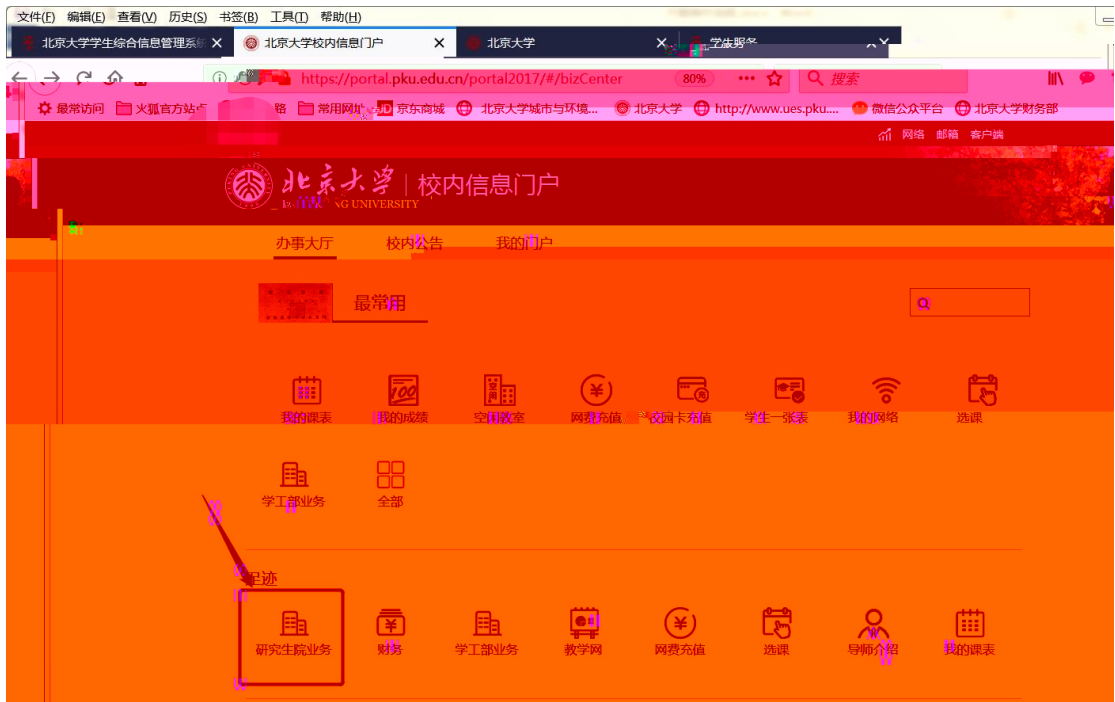 文件(F) 编辑(E) 查看(V) 历史(S) 书签(B) 工具(T) 帮助(H)
北京大学学生综合信息管理系统 北京大学校内信息门户 北京大学 学生服务
https://portal.pku.edu.cn/portal2017/#/bizCenter 80% 搜索
最常访问 火狐官方站点 常用网址 京东商城 北京大学城市与环境... 北京大学 http://www.ues.pku.... 微信公众平台 北京大学财务部
网络 邮箱 客户端
北京大学 校内信息门户
办事大厅 校内公告 我的门户
最常用
我的课表 我的成绩 空闲教室 网费充值 校园卡充值 学生一张表 我的网络 选课
学工部业务 全部
足迹
研究生院业务 财务 学工部业务 教学网 网费充值 选课 导师介绍 我的课表